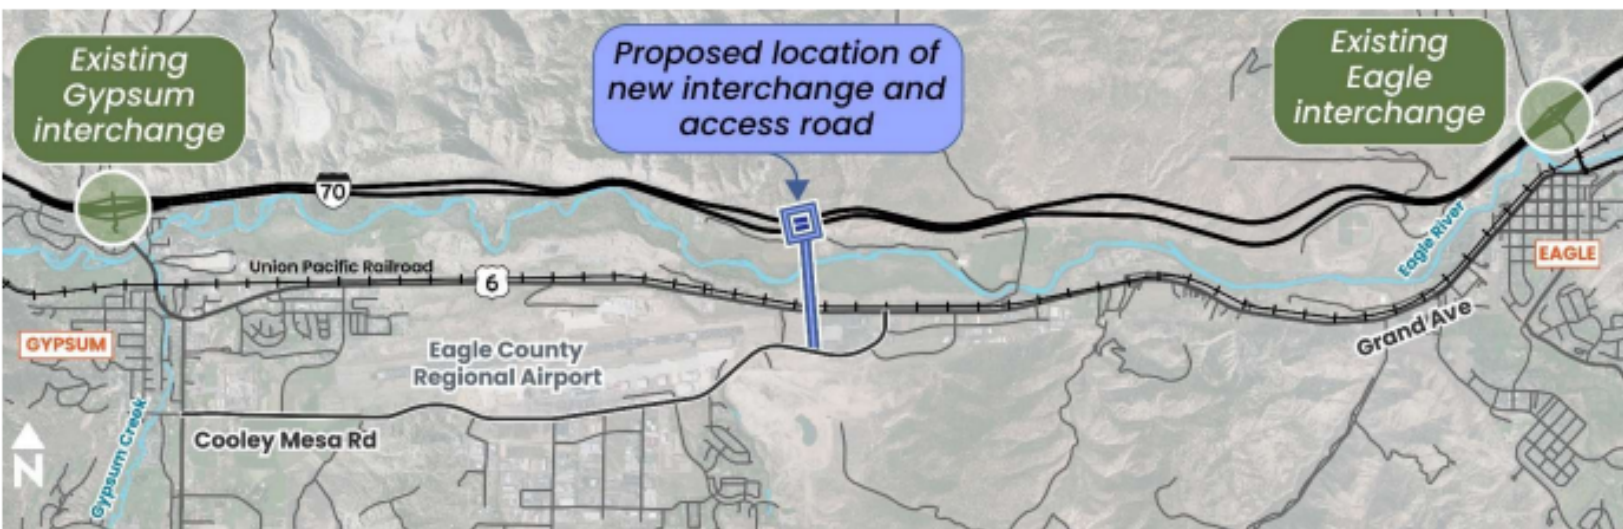 Existing
Gypsum
interchange
Proposed location of
new interchange and
access road
Existing
Eagle
interchange
70
Union Pacific Railroad
6
Eagle River
EAGLE
GYPSUM
Eagle County
Regional Airport
Grand Ave
Cooley Mesa Rd
Gypsum Creek
N